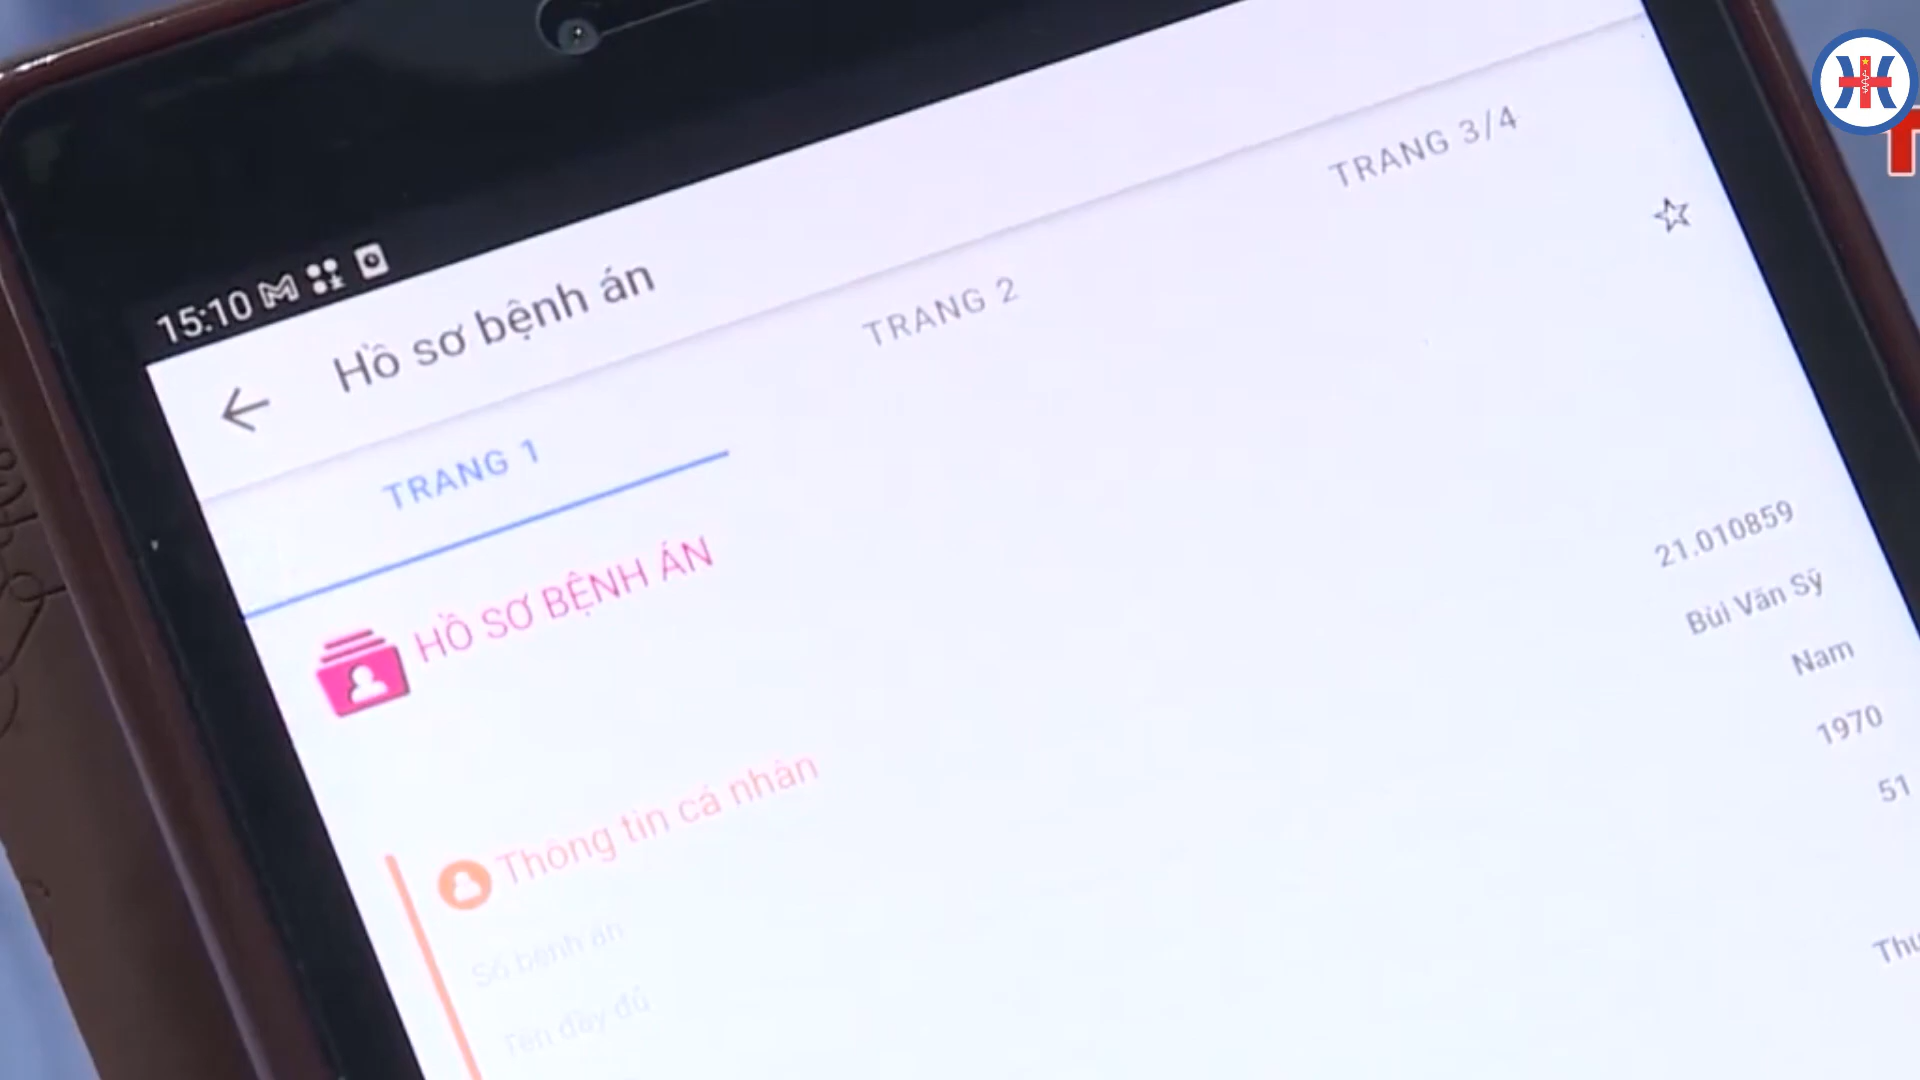 15:10
Hồ sơ bệnh án
TRANG 1
TRANG 2
TRANG 3/4
HỒ SƠ BỆNH ÁN
Thông tin cá nhân
Số bệnh án
21.010859
Tên đầy đủ
Bùi Văn Sỹ
Nam
1970
51